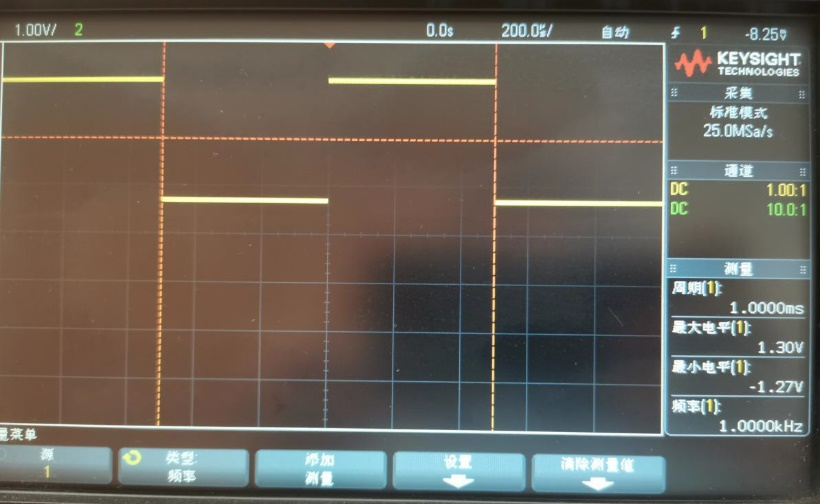 1.00V/ 2 0.0s 200.0µs/ 自动 1 -8.25▽
KEYSIGHT
TECHNOLOGIES
采集
标准模式
25.0MSa/s
通道
DC 1.00:1
DC 10.0:1
测量
周期(1):
1.0000ms
最大电平(1):
1.30V
最小电平(1):
-1.27V
频率(1):
1.0000kHz
量菜单
源
1
类型:
频率
添加
测量
设置
清除测量值